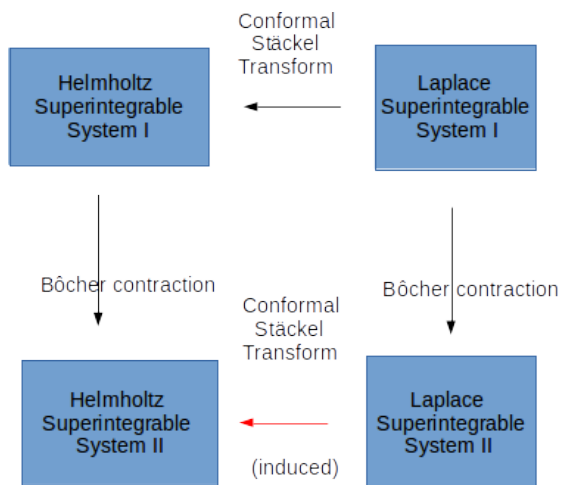 Conformal
Stäckel
Transform
Helmholtz
Superintegrable
System I
Laplace
Superintegrable
System I
Bôcher contraction
Bôcher contraction
Conformal
Stäckel
Transform
Helmholtz
Superintegrable
System II
Laplace
Superintegrable
System II
(induced)